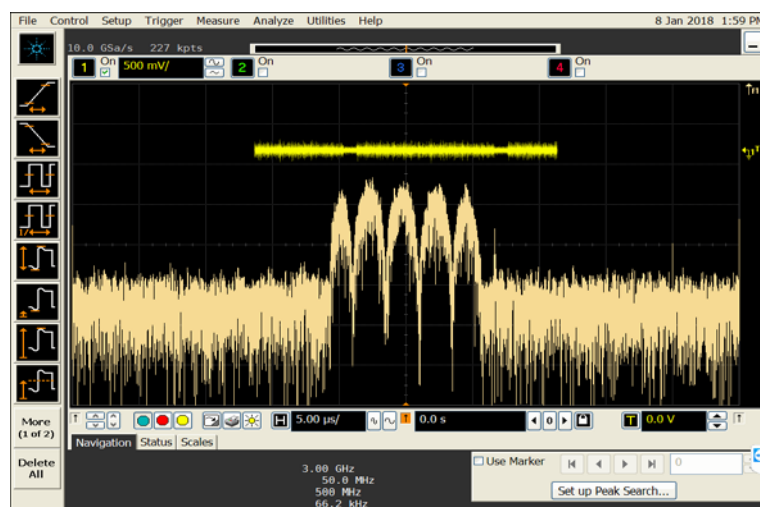 File Control Setup Trigger Measure Analyze Utilities Help 8 Jan 2018 1:59 PM
10.0 GSa/s 227 kpts
1 On 500 mV/ 2 On 3 On 4 On
More
(1 of 2)
Delete
All
H 5.00 µs/ 0.0 s 0 T 0.0 V
Navigation Status Scales
3.00 GHz
50.0 MHz
500 MHz
66.2 kHz
Use Marker 0
Set up Peak Search...